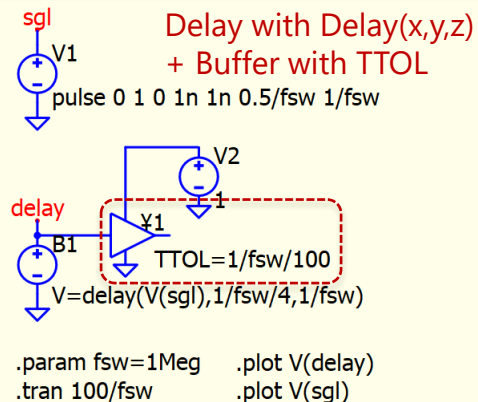 sgl
Delay with Delay(x,y,z)
+ Buffer with TTOL
V1
pulse 0 1 0 1n 1n 0.5/fsw 1/fsw
V2
1
delay
¥1
B1
TTOL=1/fsw/100
V=delay(V(sgl),1/fsw/4,1/fsw)
.param fsw=1Meg .plot V(delay)
.tran 100/fsw .plot V(sgl)